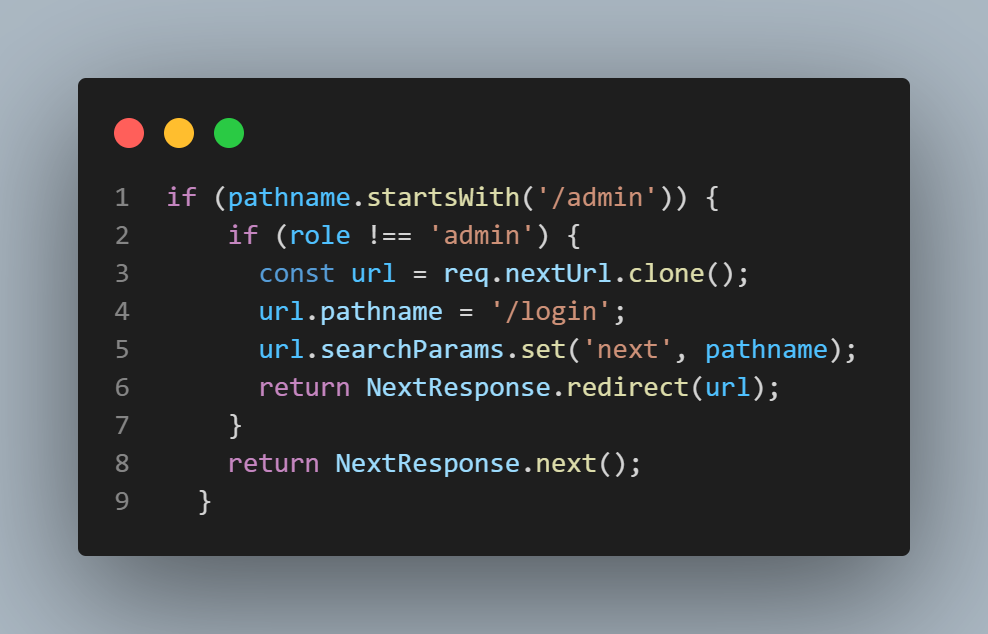 1 if (pathname.startsWith('/admin')) {
2     if (role !== 'admin') {
3       const url = req.nextUrl.clone();
4       url.pathname = '/login';
5       url.searchParams.set('next', pathname);
6       return NextResponse.redirect(url);
7     }
8     return NextResponse.next();
9   }